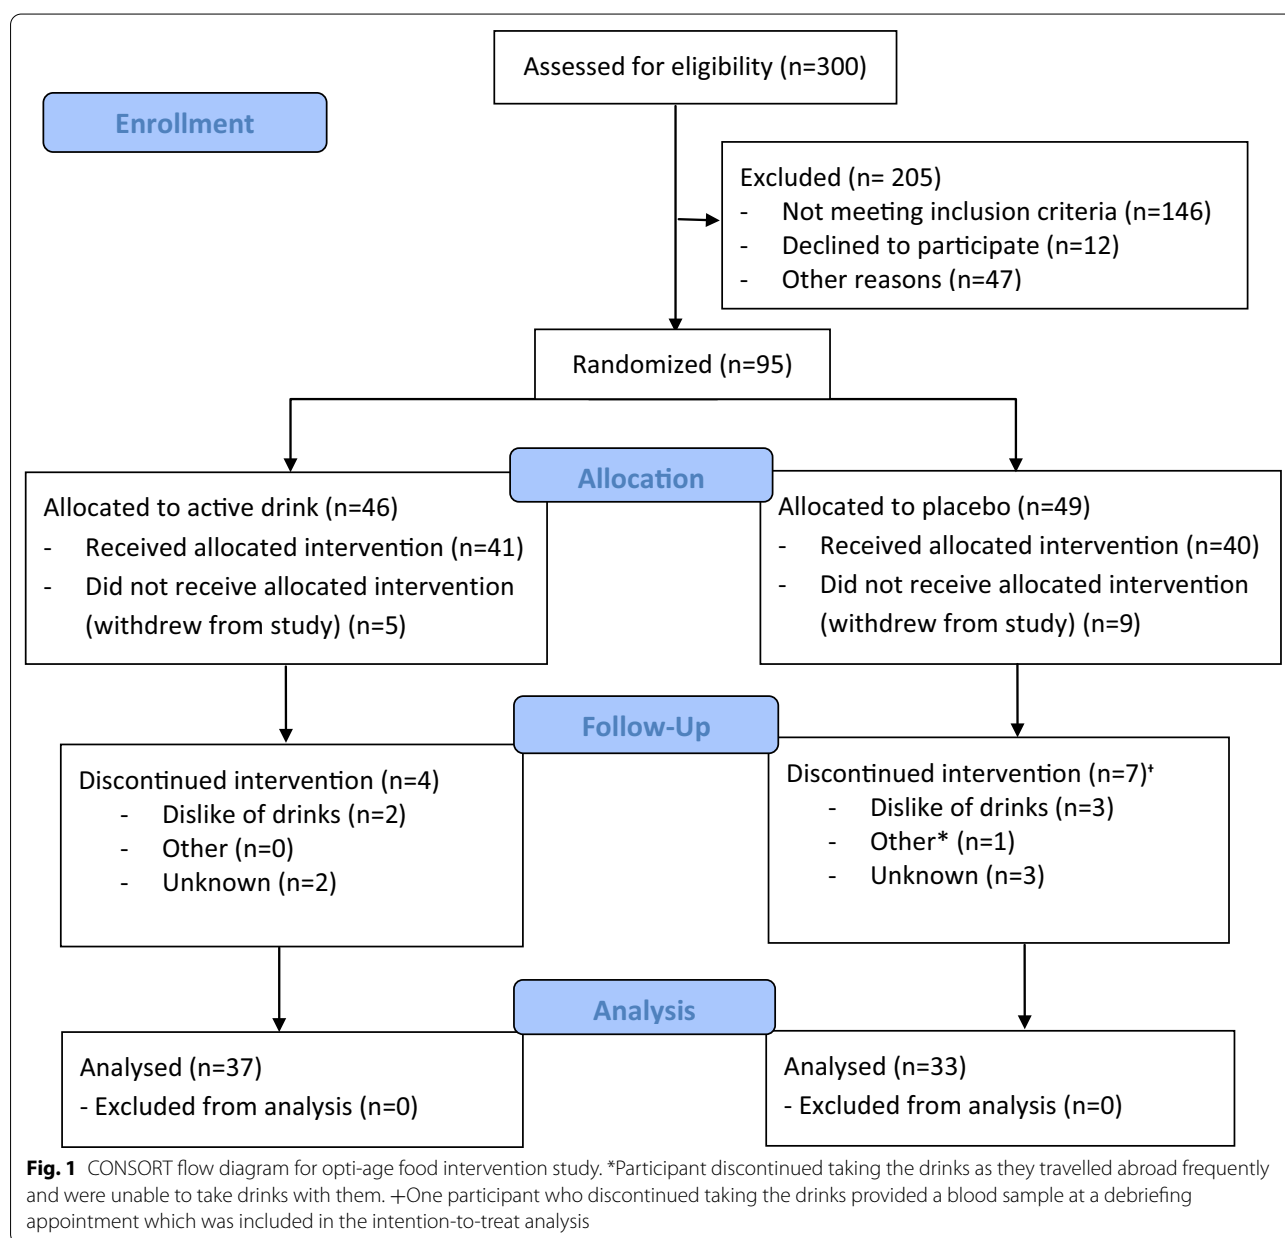 Assessed for eligibility (n=300)
Enrollment
Excluded (n= 205)
- Not meeting inclusion criteria (n=146)
- Declined to participate (n=12)
- Other reasons (n=47)
Randomized (n=95)
Allocation
Allocated to active drink (n=46)
- Received allocated intervention (n=41)
- Did not receive allocated intervention
(withdrew from study) (n=5)
Allocated to placebo (n=49)
- Received allocated intervention (n=40)
- Did not receive allocated intervention
(withdrew from study) (n=9)
Follow-Up
Discontinued intervention (n=4)
- Dislike of drinks (n=2)
- Other (n=0)
- Unknown (n=2)
Discontinued intervention (n=7)⁺
- Dislike of drinks (n=3)
- Other* (n=1)
- Unknown (n=3)
Analysis
Analysed (n=37)
- Excluded from analysis (n=0)
Analysed (n=33)
- Excluded from analysis (n=0)
Fig. 1 CONSORT flow diagram for opti-age food intervention study. *Participant discontinued taking the drinks as they travelled abroad frequently
and were unable to take drinks with them. +One participant who discontinued taking the drinks provided a blood sample at a debriefing
appointment which was included in the intention-to-treat analysis